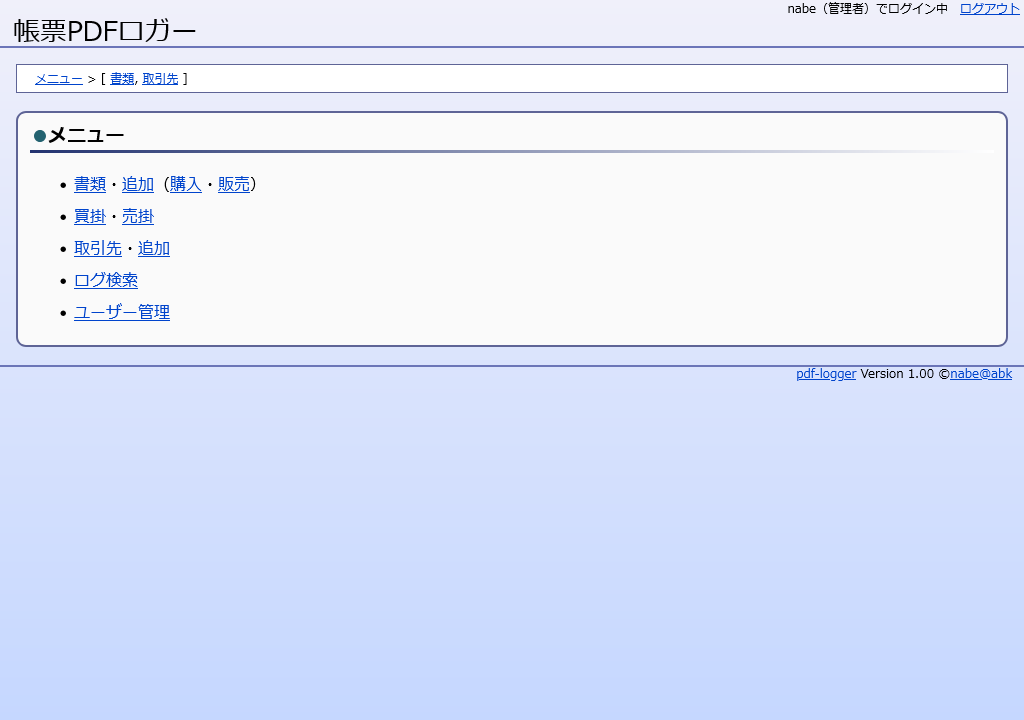 nabe（管理者）でログイン中 ログアウト
帳票PDFロガー
メニュー > [ 書類, 取引先 ]
●メニュー
• 書類・追加（購入・販売）
• 買掛・売掛
• 取引先・追加
• ログ検索
• ユーザー管理
pdf-logger Version 1.00 ©nabe@abk